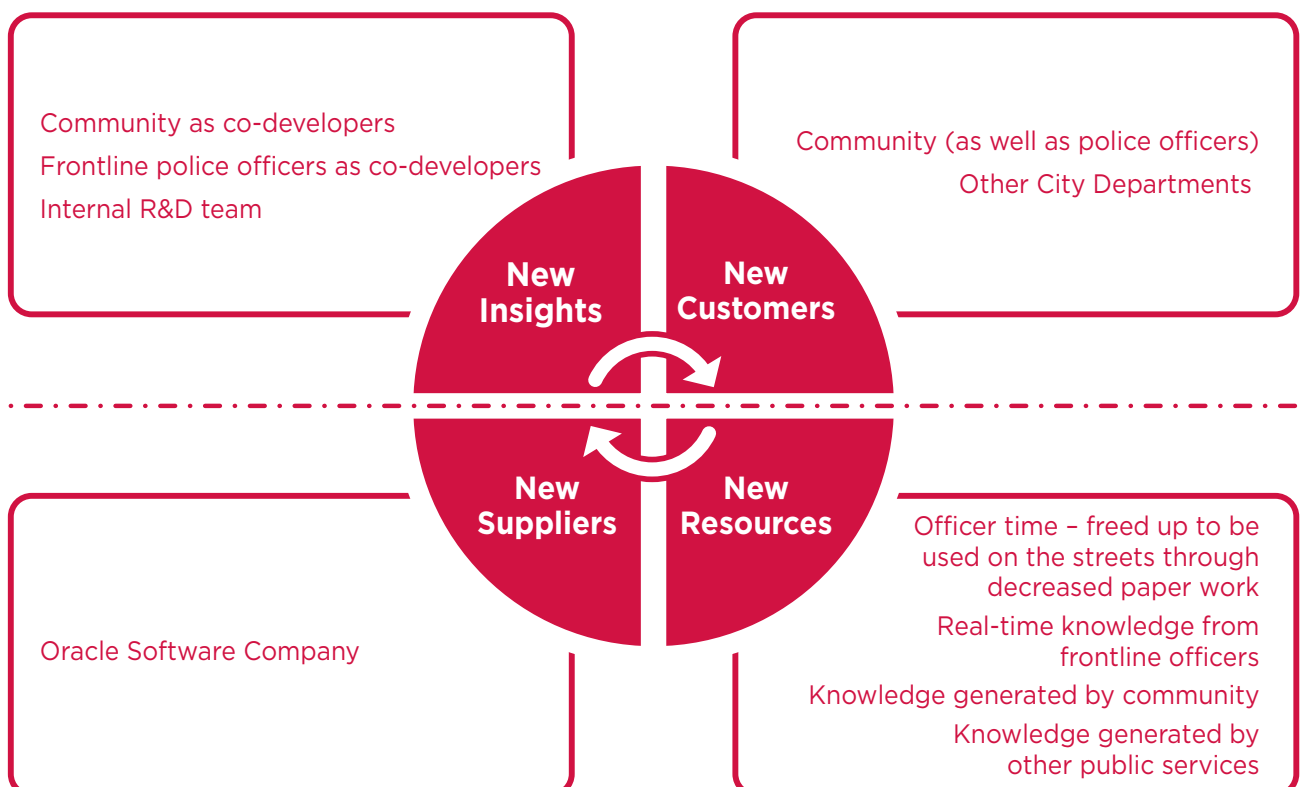 Community as co-developers
Frontline police officers as co-developers
Internal R&D team
Community (as well as police officers)
Other City Departments
New
Insights
New
Customers
New
Suppliers
New
Resources
Oracle Software Company
Officer time – freed up to be
used on the streets through
decreased paper work
Real-time knowledge from
frontline officers
Knowledge generated by community
Knowledge generated by
other public services